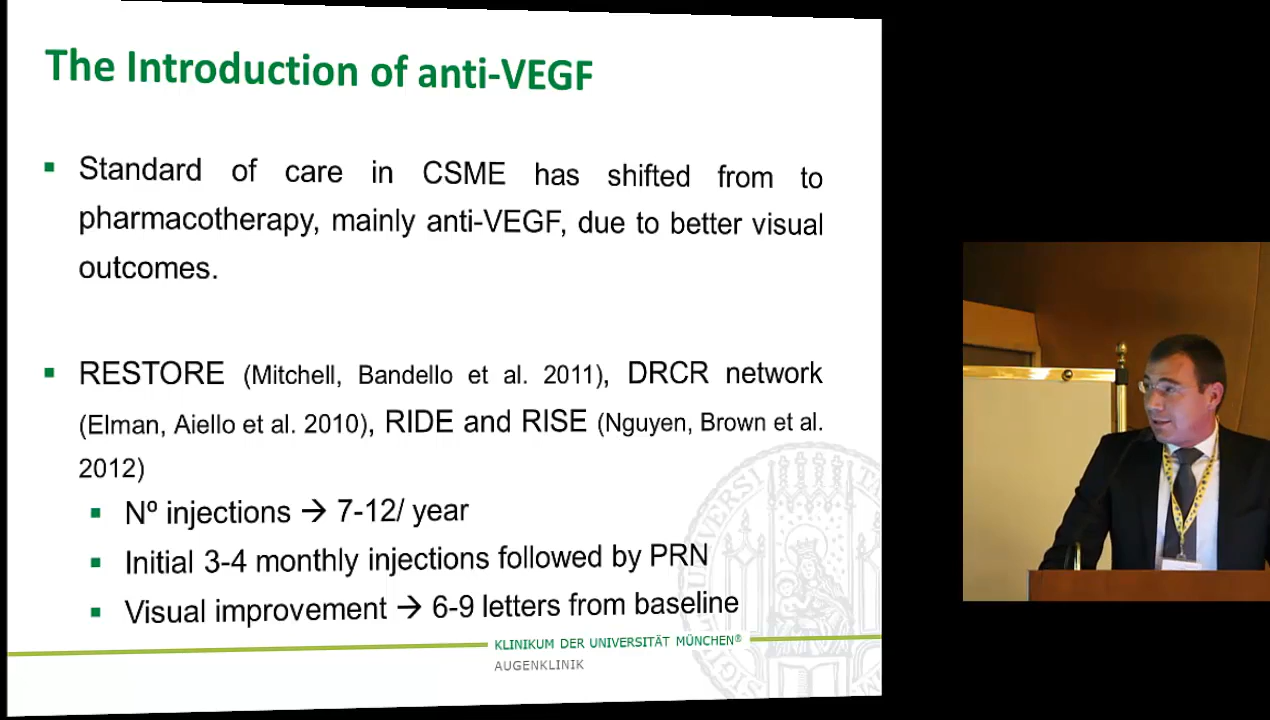 The Introduction of anti-VEGF
▪ Standard of care in CSME has shifted from to
pharmacotherapy, mainly anti-VEGF, due to better visual
outcomes.
▪ RESTORE (Mitchell, Bandello et al. 2011), DRCR network
(Elman, Aiello et al. 2010), RIDE and RISE (Nguyen, Brown et al.
2012)
▪ Nº injections → 7-12/ year
▪ Initial 3-4 monthly injections followed by PRN
▪ Visual improvement → 6-9 letters from baseline
KLINIKUM DER UNIVERSITÄT MÜNCHEN®
AUGENKLINIK